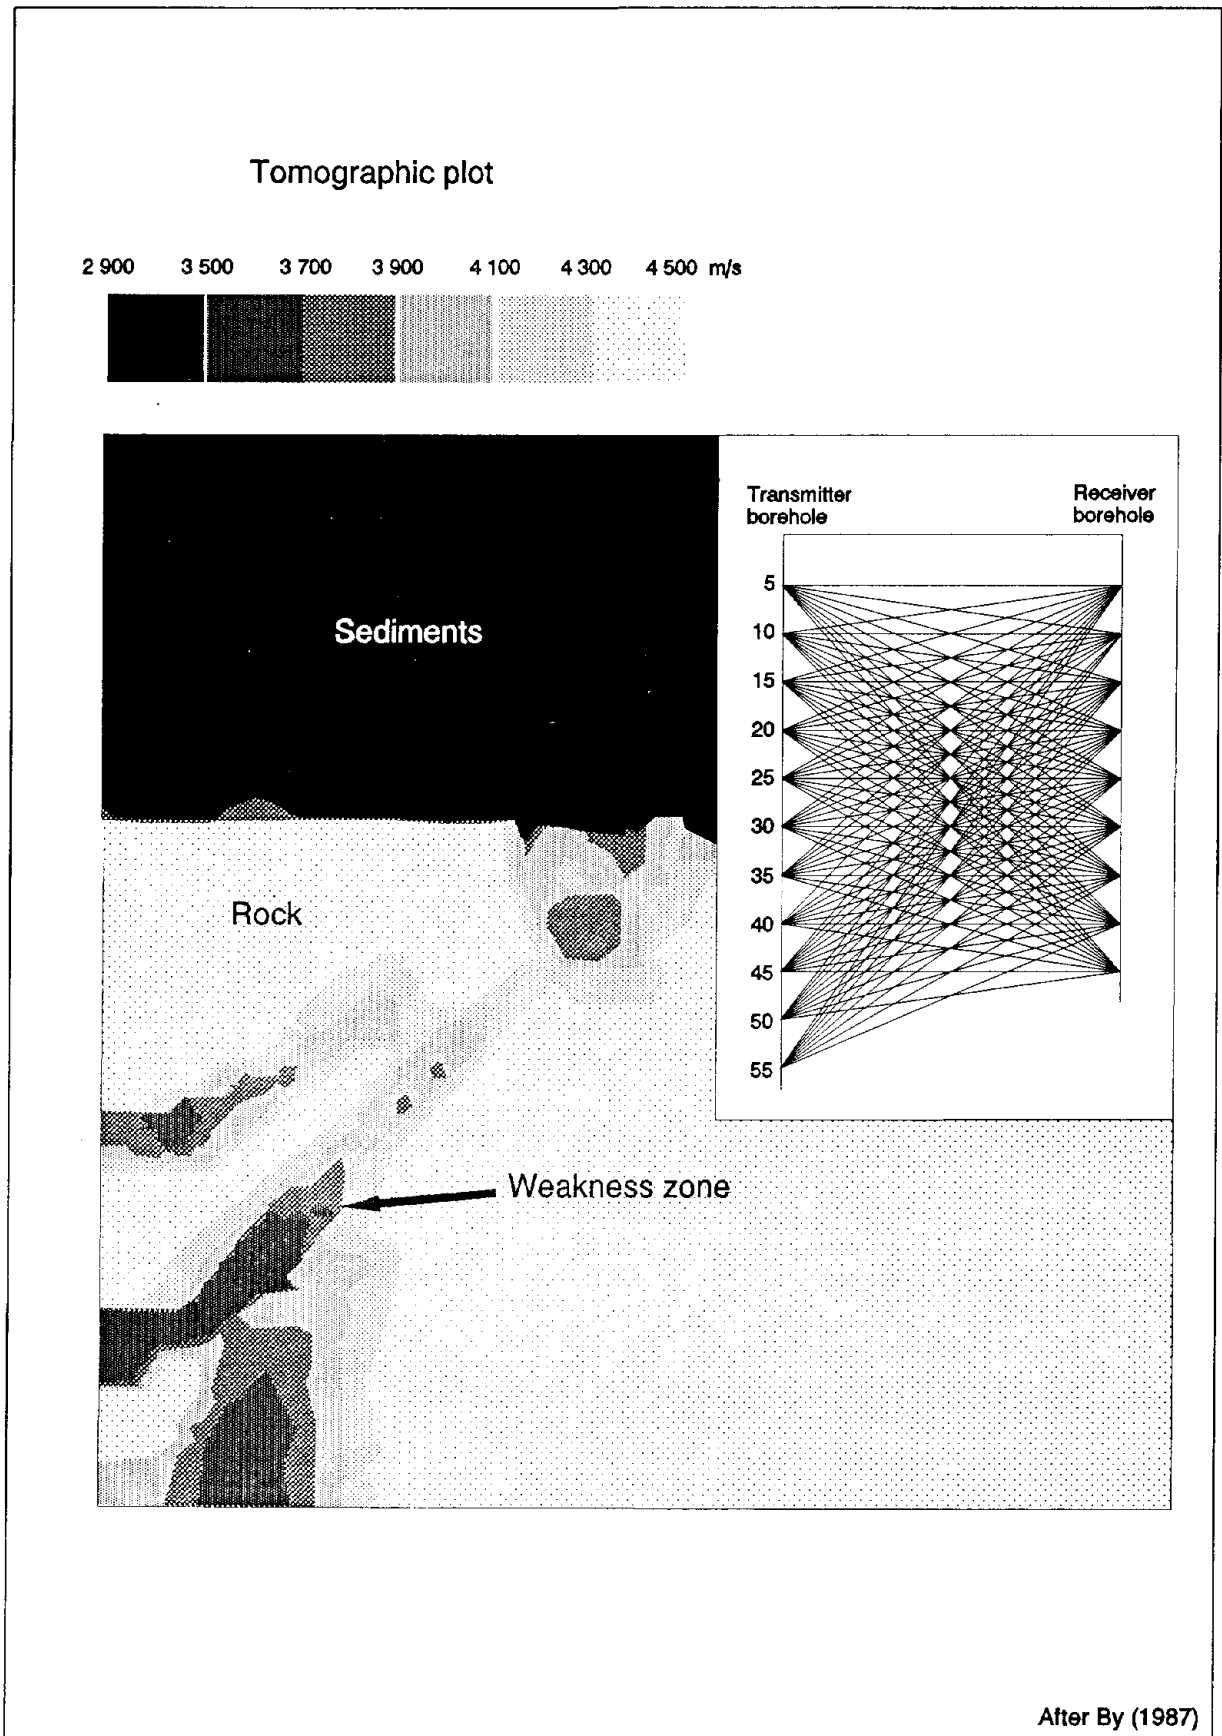 Tomographic plot
2 900 3 500 3 700 3 900 4 100 4 300 4 500 m/s
Transmitter borehole
Receiver borehole
5
10
15
20
25
30
35
40
45
50
55
Sediments
Rock
Weakness zone
After By (1987)